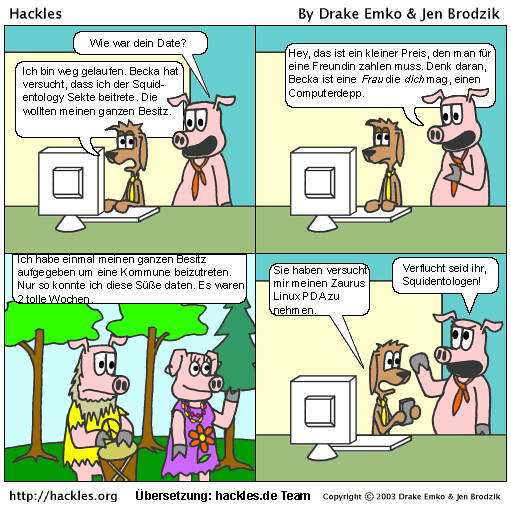 Hackles
By Drake Emko & Jen Brodzik
Wie war dein Date?
Ich bin weg gelaufen. Becka hat
versucht, dass ich der Squid-
entology Sekte beitrete. Die
wollten meinen ganzen Besitz.
Hey, das ist ein kleiner Preis, den man für
eine Freundin zahlen muss. Denk daran,
Becka ist eine Frau die dich mag, einen
Computerdepp.
Ich habe einmal meinen ganzen Besitz
aufgegeben um eine Kommune beizutreten.
Nur so konnte ich diese Süße daten. Es waren
2 tolle Wochen.
Sie haben versucht
mir meinen Zaurus
Linux PDA zu
nehmen.
Verflucht seid ihr,
Squidentologen!
http://hackles.org
Übersetzung: hackles.de Team
Copyright © 2003 Drake Emko & Jen Brodzik